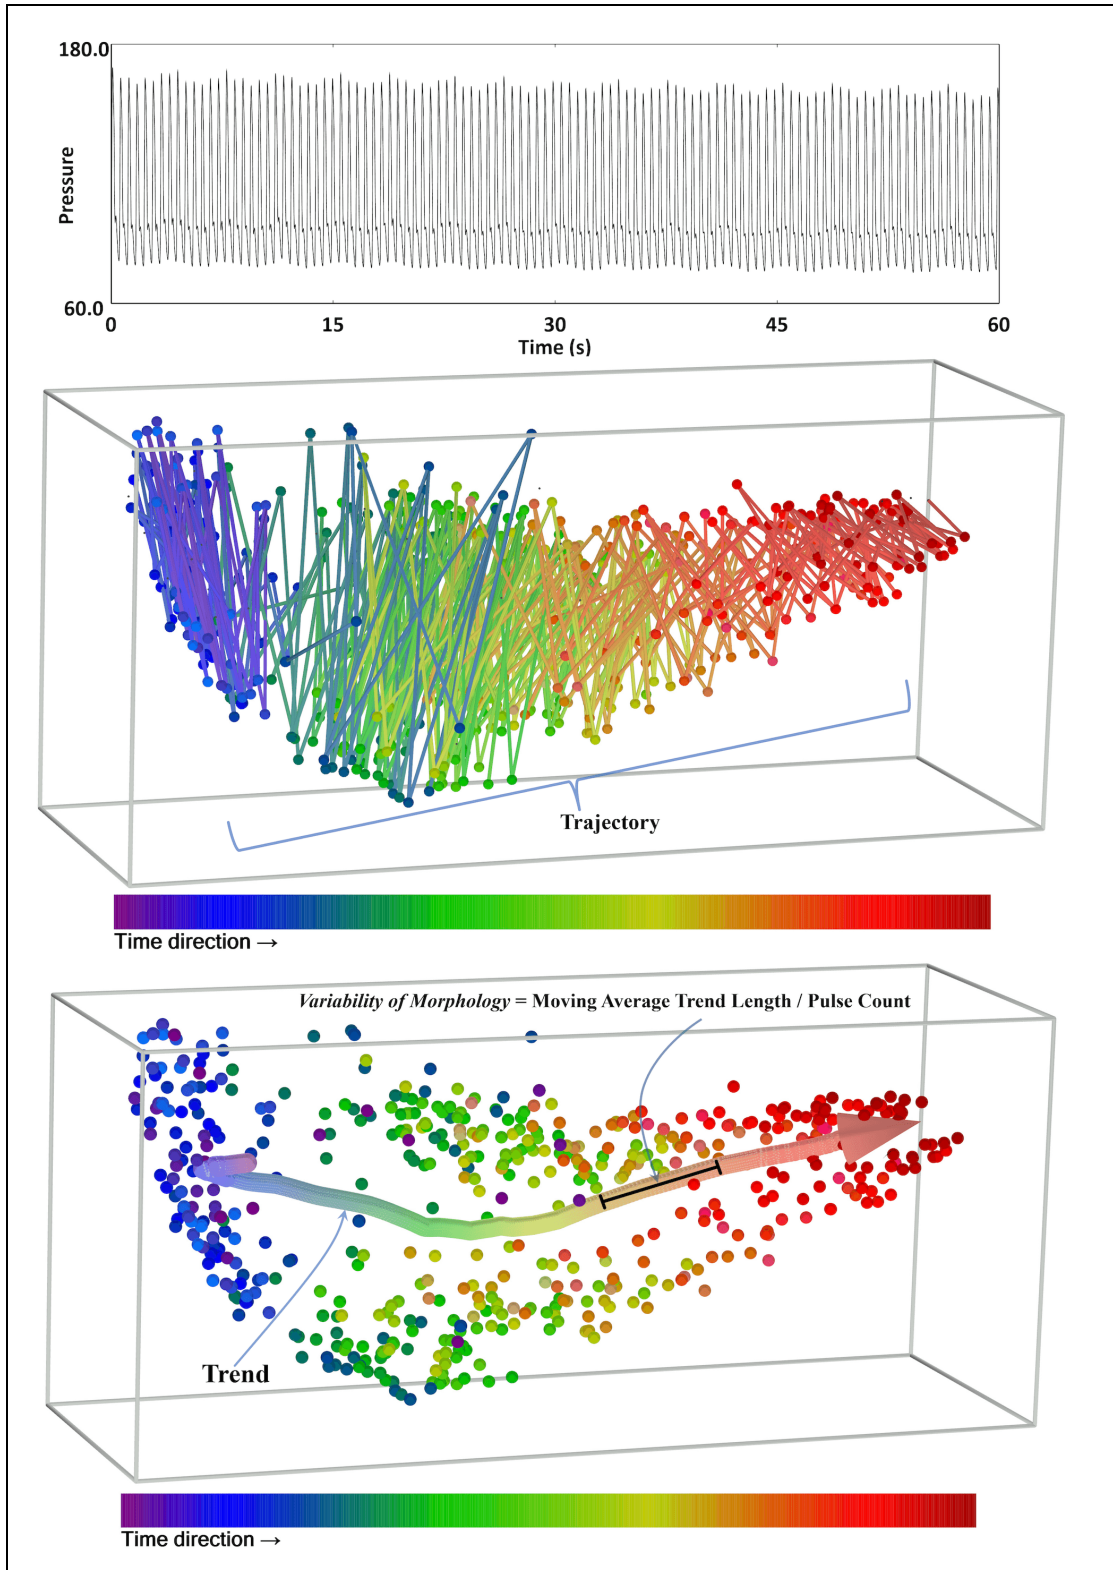 180.0
Pressure
60.0
0 15 30 45 60
Time (s)
Trajectory
Time direction →
Variability of Morphology = Moving Average Trend Length / Pulse Count
Trend
Time direction →